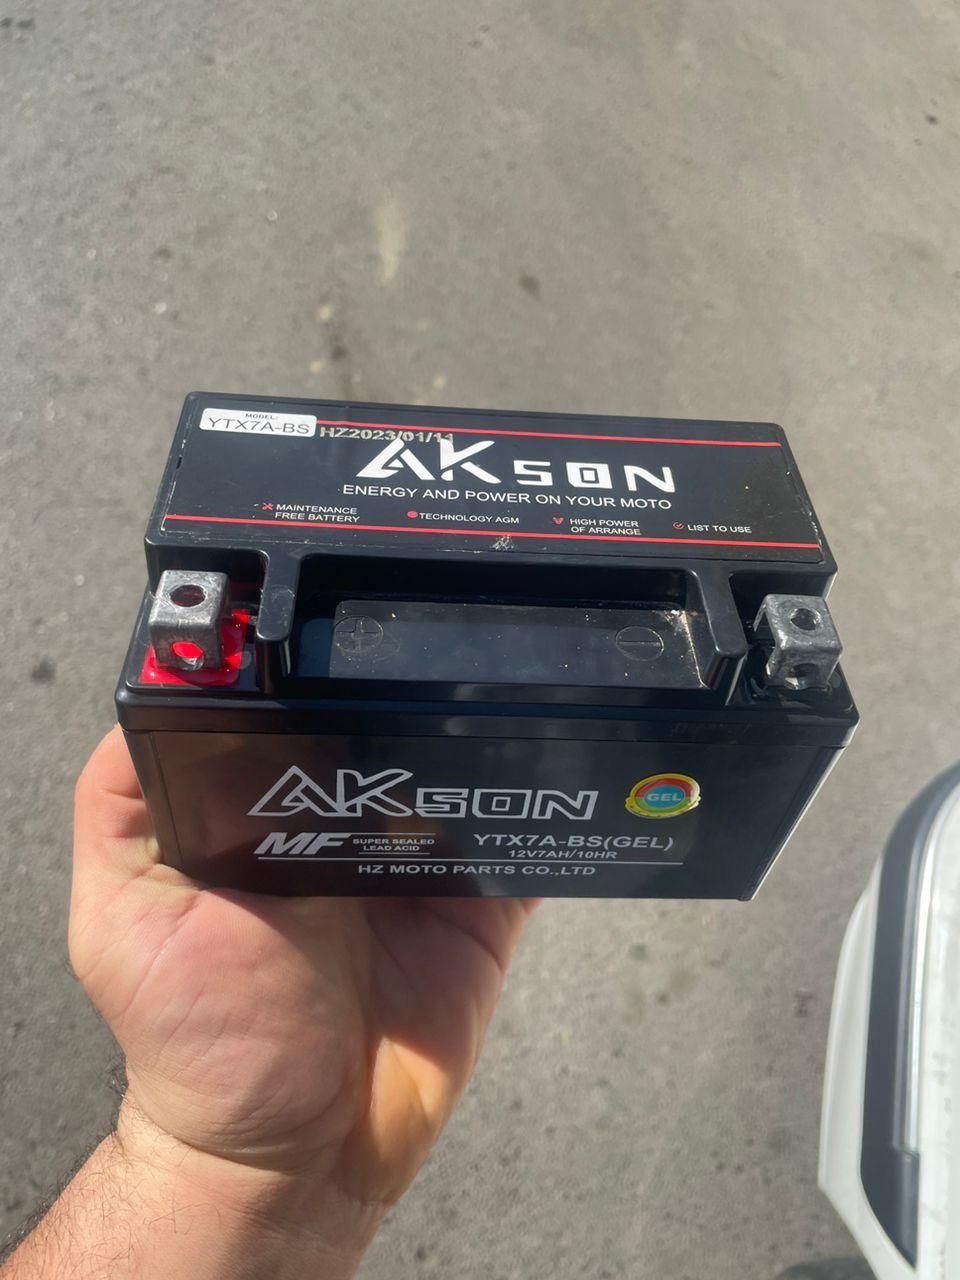 MODEL:
YTX7A-BS HZ2023/01/11
AKSON
ENERGY AND POWER ON YOUR MOTO
MAINTENANCE
FREE BATTERY
TECHNOLOGY AGM
HIGH POWER
OF ARRANGE
LIST TO USE
+ −
AKSON
GEL
MF SUPER SEALED
LEAD ACID
YTX7A-BS(GEL)
12V7AH/10HR
HZ MOTO PARTS CO.,LTD